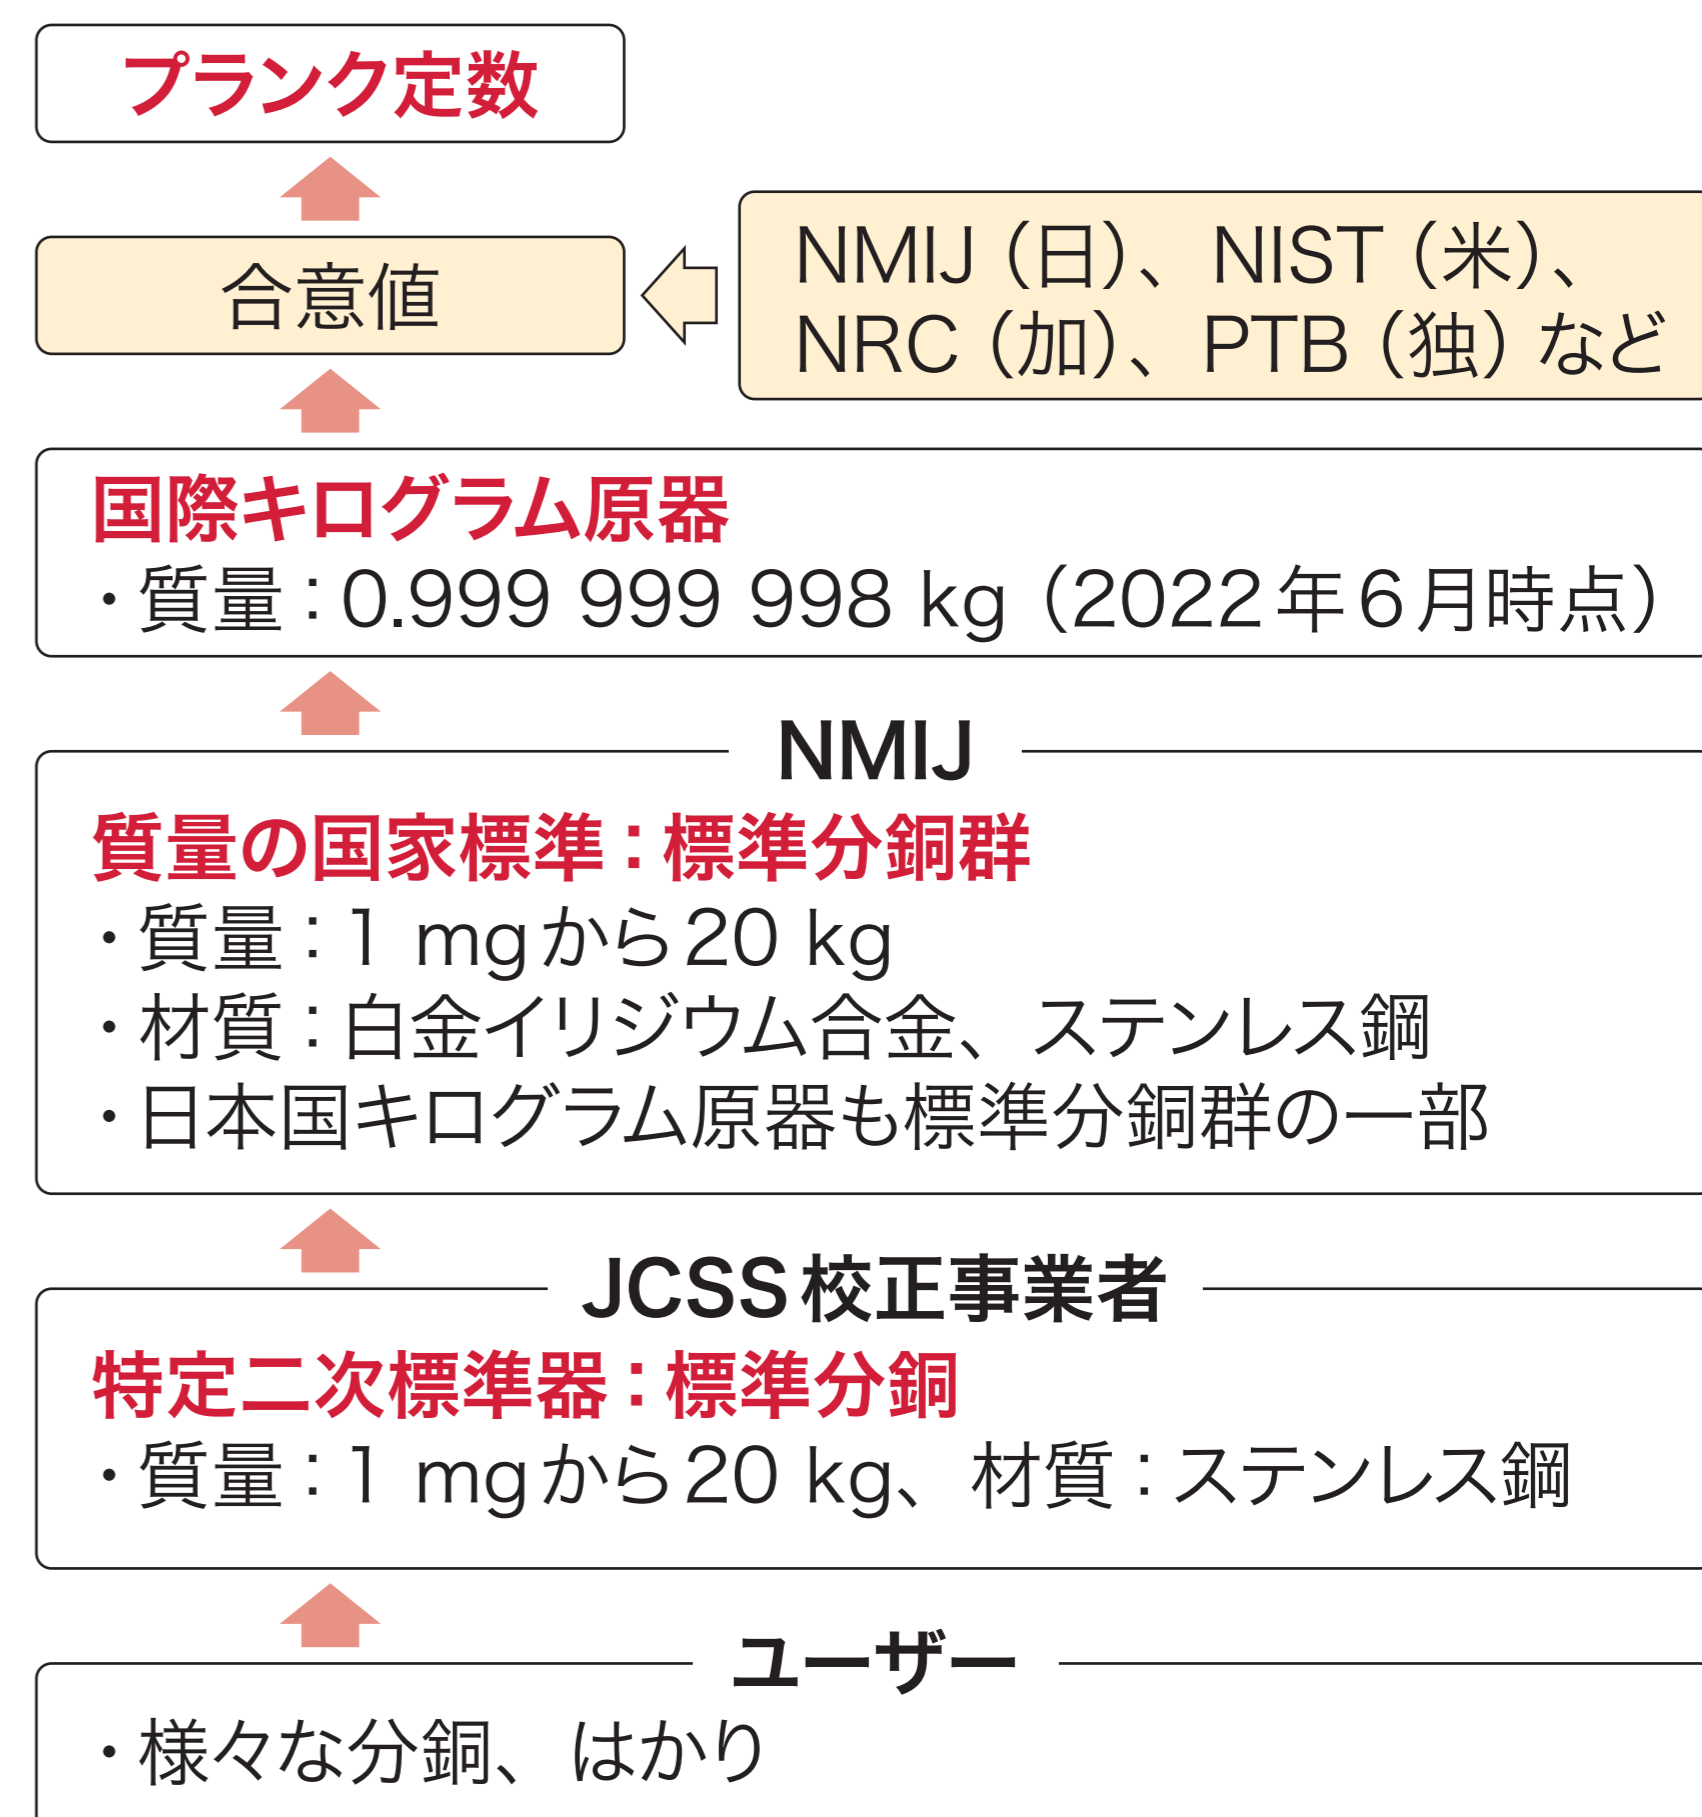 プランク定数
合意値
NMIJ（日）、NIST（米）、
NRC（加）、PTB（独）など
国際キログラム原器
・質量：0.999 999 998 kg（2022年6月時点）
NMIJ
質量の国家標準：標準分銅群
・質量：1 mgから20 kg
・材質：白金イリジウム合金、ステンレス鋼
・日本国キログラム原器も標準分銅群の一部
JCSS校正事業者
特定二次標準器：標準分銅
・質量：1 mgから20 kg、材質：ステンレス鋼
ユーザー
・様々な分銅、はかり